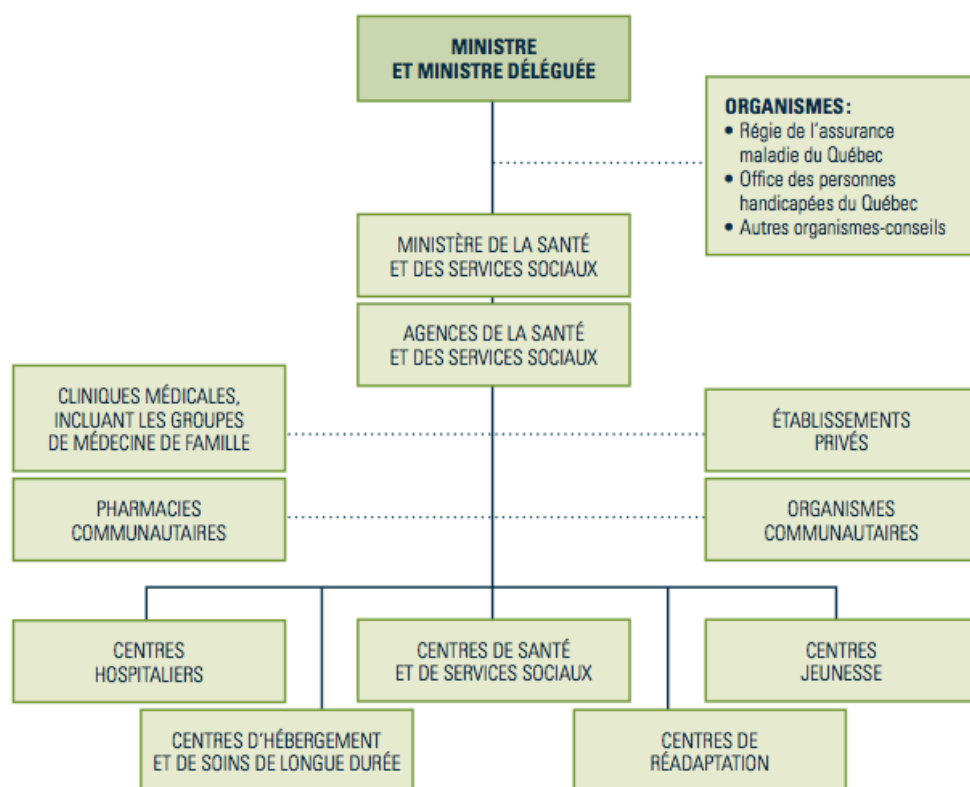 MINISTRE
ET MINISTRE DÉLÉGUÉE
ORGANISMES :
• Régie de l'assurance
maladie du Québec
• Office des personnes
handicapées du Québec
• Autres organismes-conseils
MINISTÈRE DE LA SANTÉ
ET DES SERVICES SOCIAUX
AGENCES DE LA SANTÉ
ET DES SERVICES SOCIAUX
CLINIQUES MÉDICALES,
INCLUANT LES GROUPES
DE MÉDECINE DE FAMILLE
ÉTABLISSEMENTS
PRIVÉS
PHARMACIES
COMMUNAUTAIRES
ORGANISMES
COMMUNAUTAIRES
CENTRES
HOSPITALIERS
CENTRES DE SANTÉ
ET DE SERVICES SOCIAUX
CENTRES
JEUNESSE
CENTRES D'HÉBERGEMENT
ET DE SOINS DE LONGUE DURÉE
CENTRES DE
RÉADAPTATION